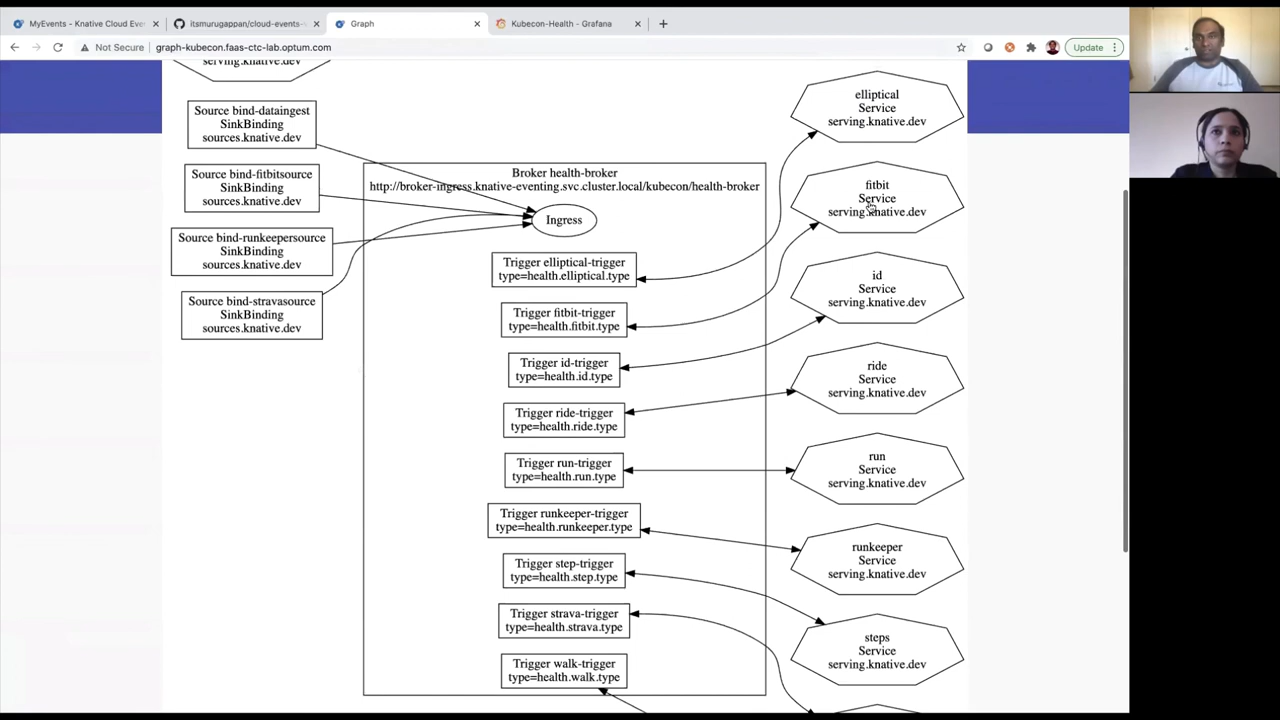 MyEvents - Knative Cloud Eve
itsmurugappan/cloud-events-
Graph
Kubecon-Health - Grafana
Not Secure
graph-kubecon.faas-ctc-lab.optum.com
Update
serving.knative.dev
Source bind-dataingest
SinkBinding
sources.knative.dev
Source bind-fitbitsource
SinkBinding
sources.knative.dev
Source bind-runkeepersource
SinkBinding
sources.knative.dev
Source bind-stravasource
SinkBinding
sources.knative.dev
Broker health-broker
http://broker-ingress.knative-eventing.svc.cluster.local/kubecon/health-broker
Ingress
Trigger elliptical-trigger
type=health.elliptical.type
Trigger fitbit-trigger
type=health.fitbit.type
Trigger id-trigger
type=health.id.type
Trigger ride-trigger
type=health.ride.type
Trigger run-trigger
type=health.run.type
Trigger runkeeper-trigger
type=health.runkeeper.type
Trigger step-trigger
type=health.step.type
Trigger strava-trigger
type=health.strava.type
Trigger walk-trigger
type=health.walk.type
elliptical
Service
serving.knative.dev
fitbit
Service
serving.knative.dev
id
Service
serving.knative.dev
ride
Service
serving.knative.dev
run
Service
serving.knative.dev
runkeeper
Service
serving.knative.dev
steps
Service
serving.knative.dev